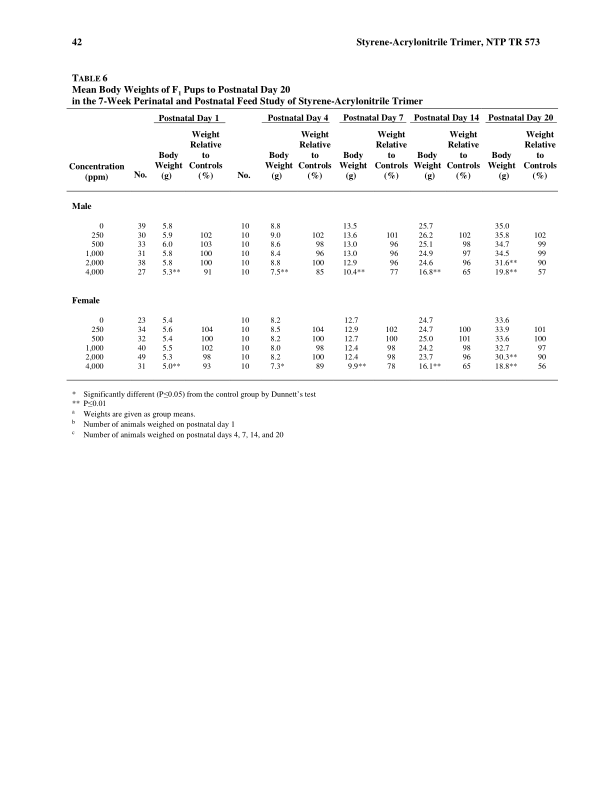 42 Styrene-Acrylonitrile Trimer, NTP TR 573
TABLE 6
Mean Body Weights of F1 Pups to Postnatal Day 20
in the 7-Week Perinatal and Postnatal Feed Study of Styrene-Acrylonitrile Trimer
Postnatal Day 1 Postnatal Day 4 Postnatal Day 7 Postnatal Day 14 Postnatal Day 20
Weight Weight Weight Weight Weight
Relative Relative Relative Relative Relative
Body to Body to Body to Body to Body to
Concentration Weight Controls Weight Controls Weight Controls Weight Controls Weight Controls
(ppm) No. (g) (%) No. (g) (%) (g) (%) (g) (%) (g) (%)
Male
0 39 5.8 10 8.8 13.5 25.7 35.0
250 30 5.9 102 10 9.0 102 13.6 101 26.2 102 35.8 102
500 33 6.0 103 10 8.6 98 13.0 96 25.1 98 34.7 99
1,000 31 5.8 100 10 8.4 96 13.0 96 24.9 97 34.5 99
2,000 38 5.8 100 10 8.8 100 12.9 96 24.6 96 31.6** 90
4,000 27 5.3** 91 10 7.5** 85 10.4** 77 16.8** 65 19.8** 57
Female
0 23 5.4 10 8.2 12.7 24.7 33.6
250 34 5.6 104 10 8.5 104 12.9 102 24.7 100 33.9 101
500 32 5.4 100 10 8.2 100 12.7 100 25.0 101 33.6 100
1,000 40 5.5 102 10 8.0 98 12.4 98 24.2 98 32.7 97
2,000 49 5.3 98 10 8.2 100 12.4 98 23.7 96 30.3** 90
4,000 31 5.0** 93 10 7.3* 89 9.9** 78 16.1** 65 18.8** 56
* Significantly different (P≤0.05) from the control group by Dunnett's test
** P≤0.01
a Weights are given as group means.
b Number of animals weighed on postnatal day 1
c Number of animals weighed on postnatal days 4, 7, 14, and 20